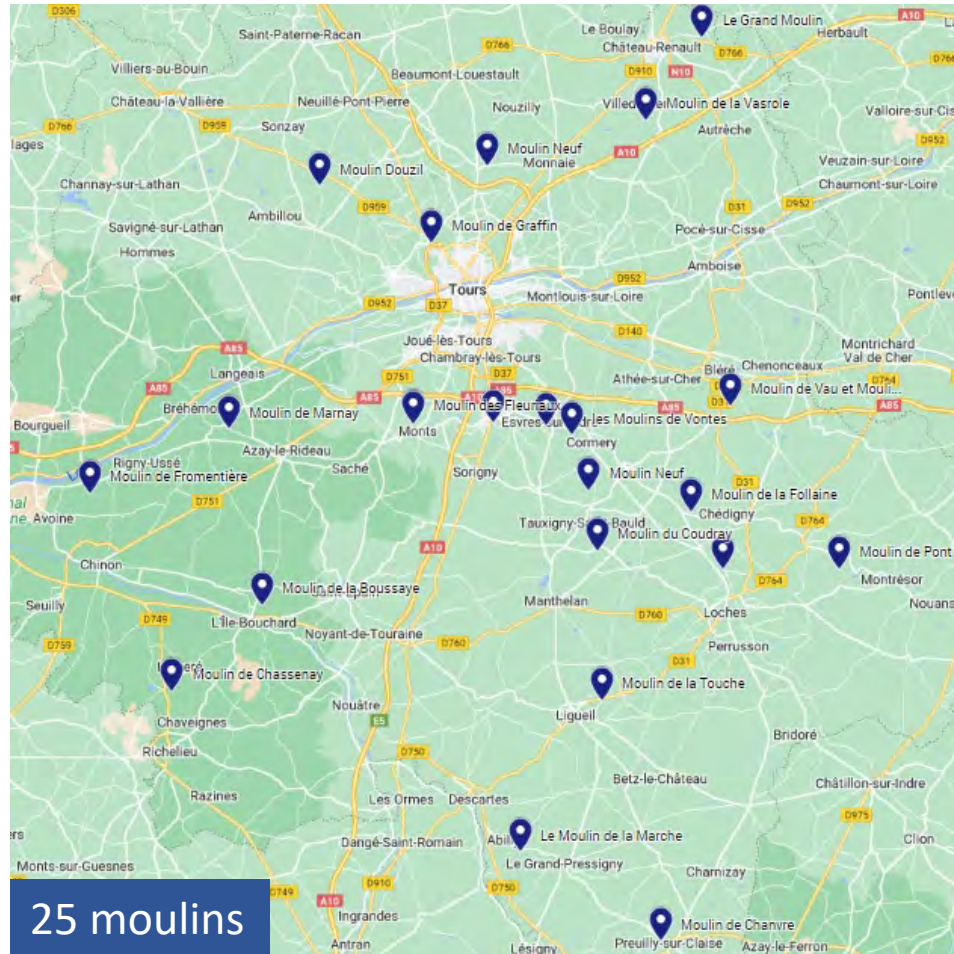 D306
Le Boulay
Le Grand Moulin
A10
Herbault
Saint-Paterne-Racan
D766
Château-Renault
D766
Villiers-au-Bouin
Beaumont-Louestault
D910
N10
Château-la-Vallière
Neuillé-Pont-Pierre
Nouzilly
Moulin de la Vasrole
Valloire-sur-Cis
D766
D959
Sonzay
Autrèche
D952
lages
Moulin Neuf
A10
Monnaie
Veuzain-sur-Loire
Moulin Douzil
Channay-sur-Lathan
Chaumont-sur-Loire
D959
D31
D952
Ambillou
Savigné-sur-Lathan
Moulin de Graffin
Pocé-sur-Cisse
Hommes
Amboise
D952
Tours
Montlouis-sur-Loire
Pontlev
D952
D37
D140
Joué-lès-Tours
Montrichard
Val de Cher
A85
Chambray-lès-Tours
Langeais
D751
D37
Bléré
Chenonceaux
Athée-sur-Cher
D764
Moulin de Vau et Mouli...
A85
A10
A85
Bréhémo
Moulin de Marnay
Moulin des Fleuriaux
A85
A85
Bourgueil
Monts
les Moulins de Vontes
Cormery
Azay-le-Rideau
Saché
Sorigny
Rigny-Ussé
Moulin de Fromentière
Moulin Neuf
D31
D751
Moulin de la Follaine
Avoine
Chédigny
D764
Moulin du Coudray
A10
Moulin de Pont
Chinon
D764
Montrésor
Moulin de la Boussaye
Seuilly
Manthelan
Nouans
D749
L'Île-Bouchard
D760
Loches
Noyant-de-Touraine
D760
D759
Perrusson
D31
Moulin de Chassenay
Moulin de la Touche
Nouâtre
Ligueil
Chaveignes
E5
Bridoré
Richelieu
D750
Betz-le-Château
Châtillon-sur-Indre
Razines
Les Ormes
Descartes
D975
Le Moulin de la Marche
Clion
Dangé-Saint-Romain
Le Grand-Pressigny
Monts-sur-Guesnes
Charnizay
D910
D750
D749
A10
25 moulins
Ingrandes
Moulin de Chanvre
Antran
Lésigny
Preuilly-sur-Claise
Azay-le-Ferron